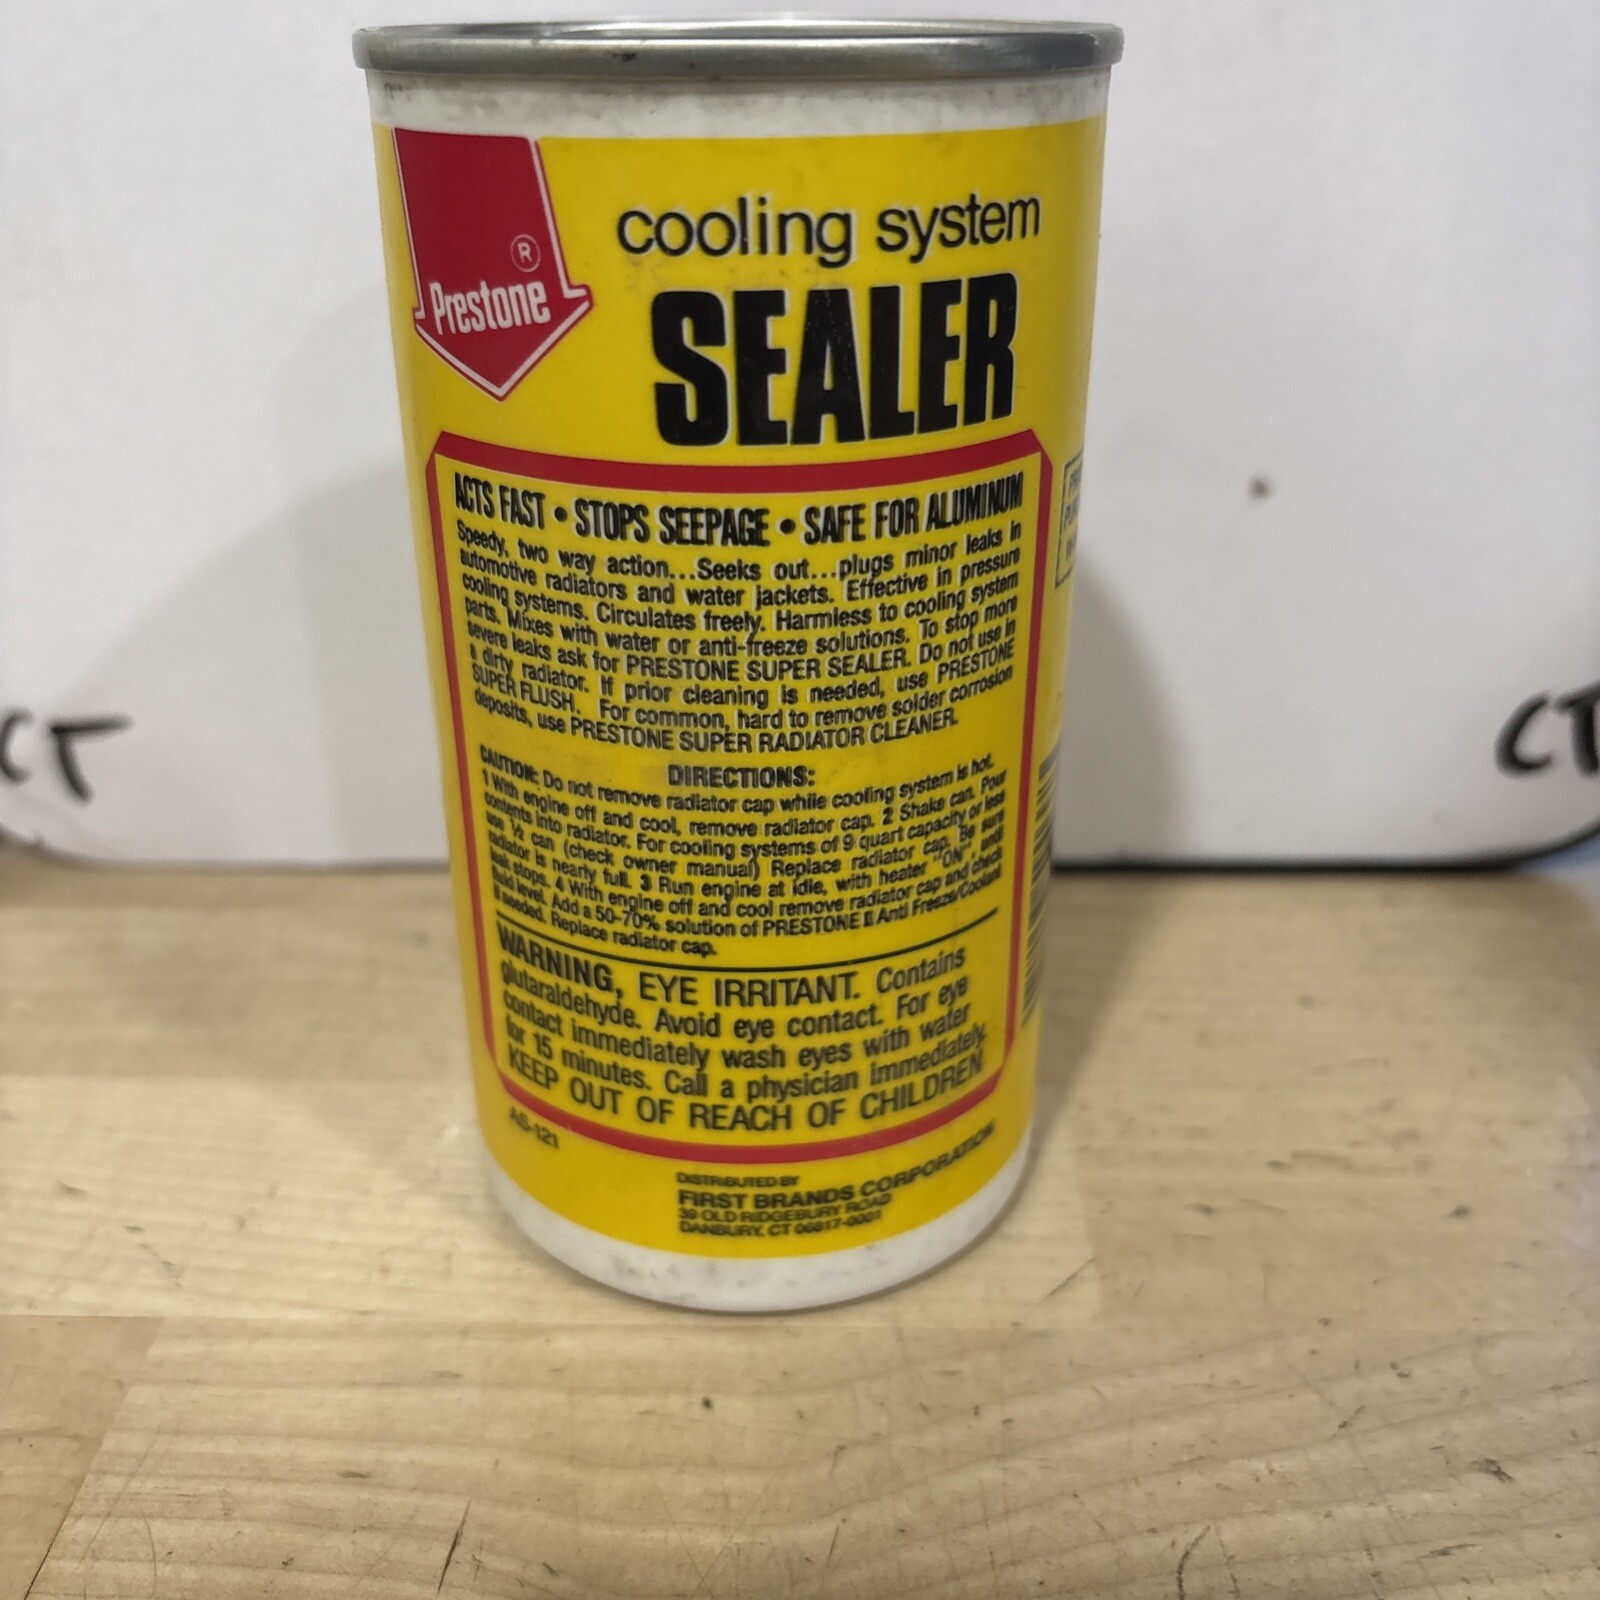 ®
Prestone
cooling system
SEALER
ACTS FAST • STOPS SEEPAGE • SAFE FOR ALUMINUM
Speedy, two way action...Seeks out...plugs minor leaks in
automotive radiators and water jackets. Effective in pressure
cooling systems. Circulates freely. Harmless to cooling system
parts. Mixes with water or anti-freeze solutions. To stop more
severe leaks ask for PRESTONE SUPER SEALER. Do not use in
a dirty radiator. If prior cleaning is needed, use PRESTONE
SUPER FLUSH. For common, hard to remove solder corrosion
deposits, use PRESTONE SUPER RADIATOR CLEANER.
DIRECTIONS:
CAUTION: Do not remove radiator cap while cooling system is hot.
1 With engine off and cool, remove radiator cap. 2 Shake can. Pour
contents into radiator. For cooling systems of 9 quart capacity or less
use ½ can (check owner manual) Replace radiator cap. Be sure
radiator is nearly full. 3 Run engine at idle, with heater "ON", until
leak stops. 4 With engine off and cool remove radiator cap and check
fluid level. Add a 50-70% solution of PRESTONE II Anti Freeze/Coolant
if needed. Replace radiator cap.
WARNING, EYE IRRITANT. Contains
glutaraldehyde. Avoid eye contact. For eye
contact immediately wash eyes with water
for 15 minutes. Call a physician immediately.
KEEP OUT OF REACH OF CHILDREN
AS-121
DISTRIBUTED BY
FIRST BRANDS CORPORATION
39 OLD RIDGEBURY ROAD
DANBURY, CT 06817-0001
CT
CT